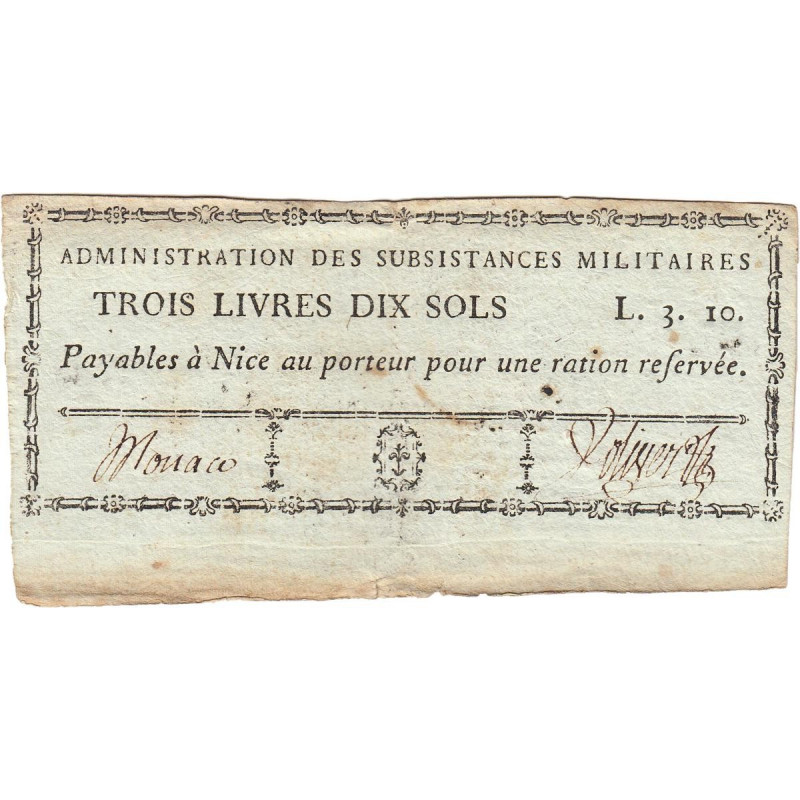 ADMINISTRATION DES SUBSISTANCES MILITAIRES
TROIS LIVRES DIX SOLS L. 3. 10.
Payables à Nice au porteur pour une ration reſervée.
Monaco